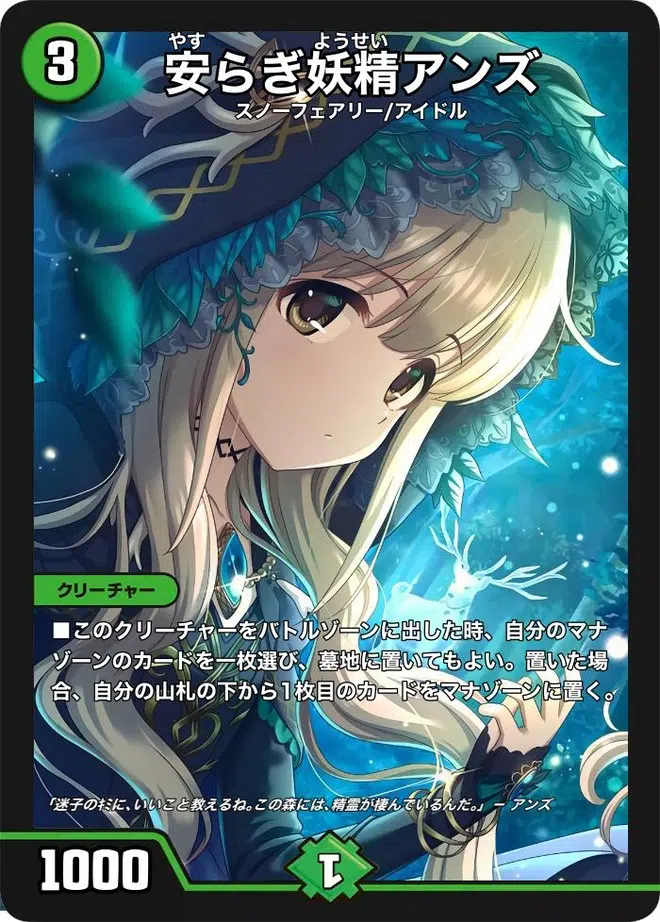 3
やす ようせい
安らぎ妖精アンズ
スノーフェアリー/アイドル
クリーチャー
■このクリーチャーをバトルゾーンに出した時、自分のマナ
ゾーンのカードを一枚選び、墓地に置いてもよい。置いた場
合、自分の山札の下から1枚目のカードをマナゾーンに置く。
「迷子の杉に、いいこと教えるね。この森には、精霊が棲んでいるんだ。」 － アンズ
1000
1